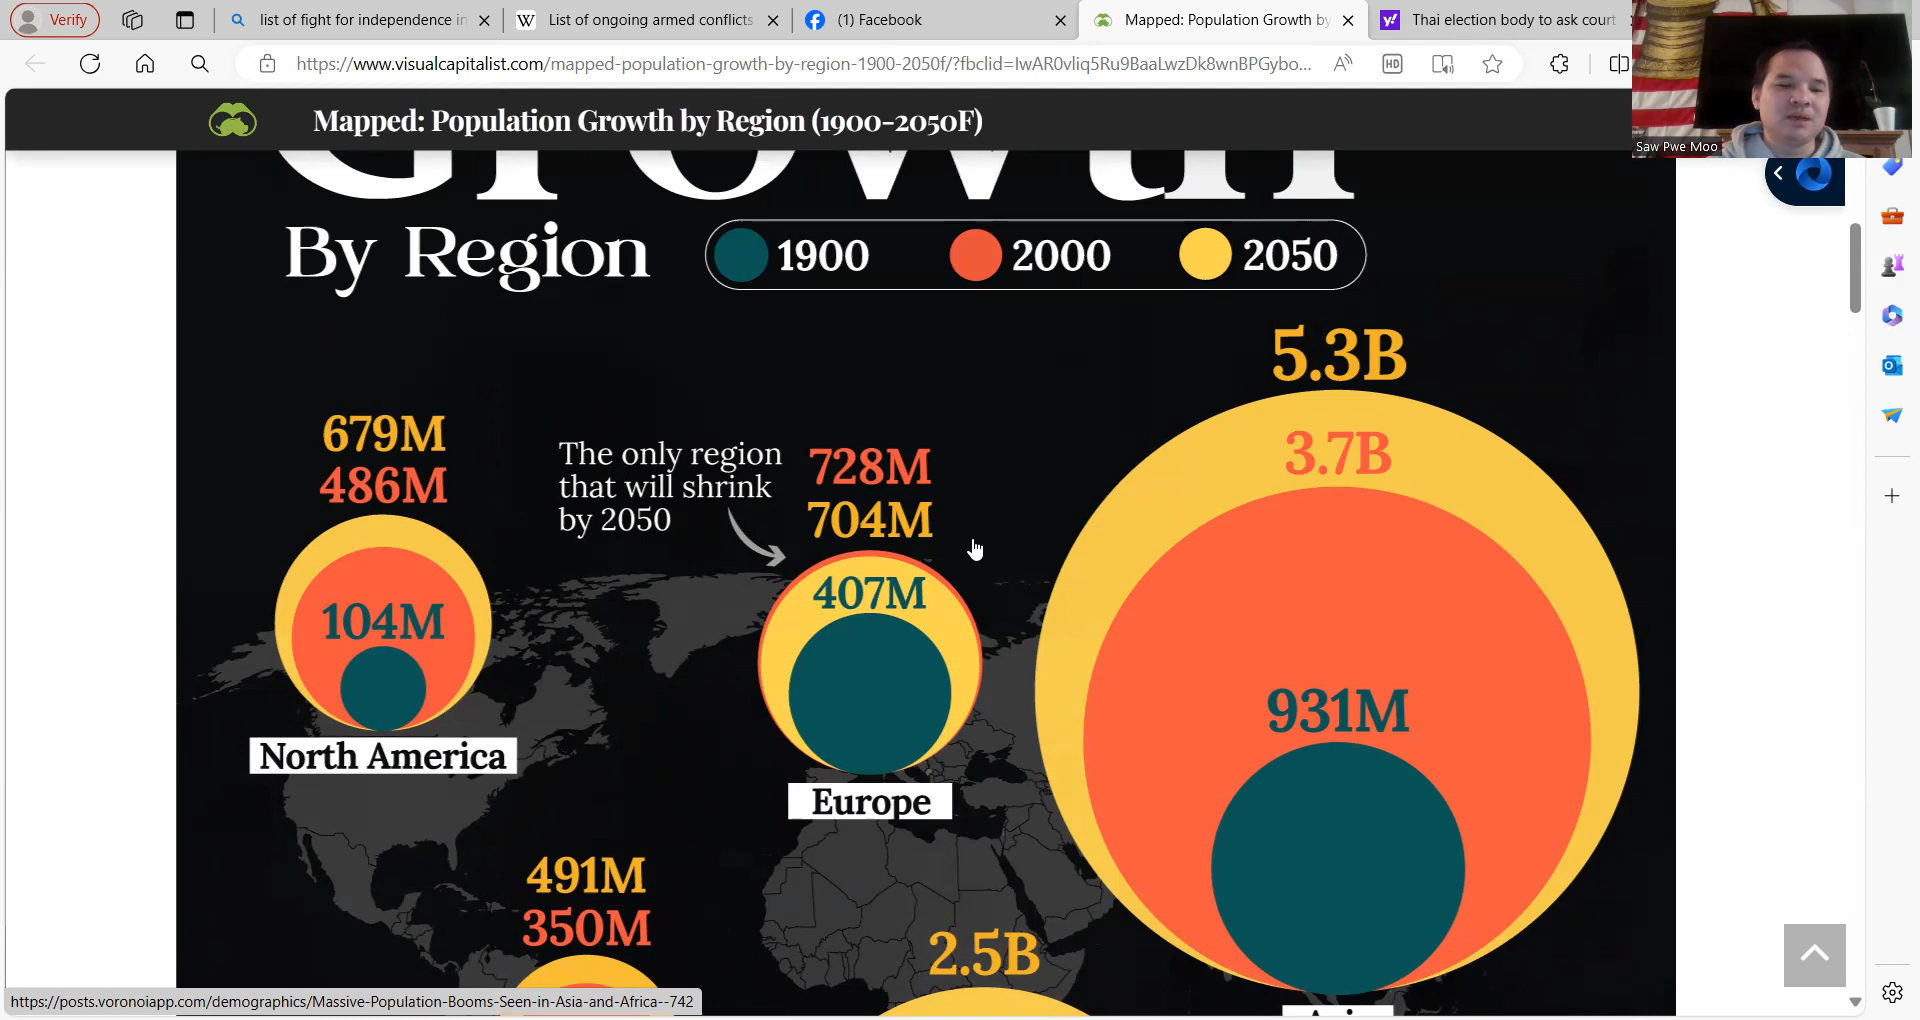 Verify
list of fight for independence in
List of ongoing armed conflicts
(1) Facebook
Mapped: Population Growth by
Thai election body to ask court
https://www.visualcapitalist.com/mapped-population-growth-by-region-1900-2050f/?fbclid=IwAR0vliq5Ru9BaaLwzDk8wnBPGybo...
HD
Mapped: Population Growth by Region (1900-2050F)
Saw Pwe Moo
Growth
By Region
1900
2000
2050
5.3B
3.7B
931M
679M
486M
104M
North America
The only region
that will shrink
by 2050
728M
704M
407M
Europe
491M
350M
2.5B
Asia
https://posts.voronoiapp.com/demographics/Massive-Population-Booms-Seen-in-Asia-and-Africa--742